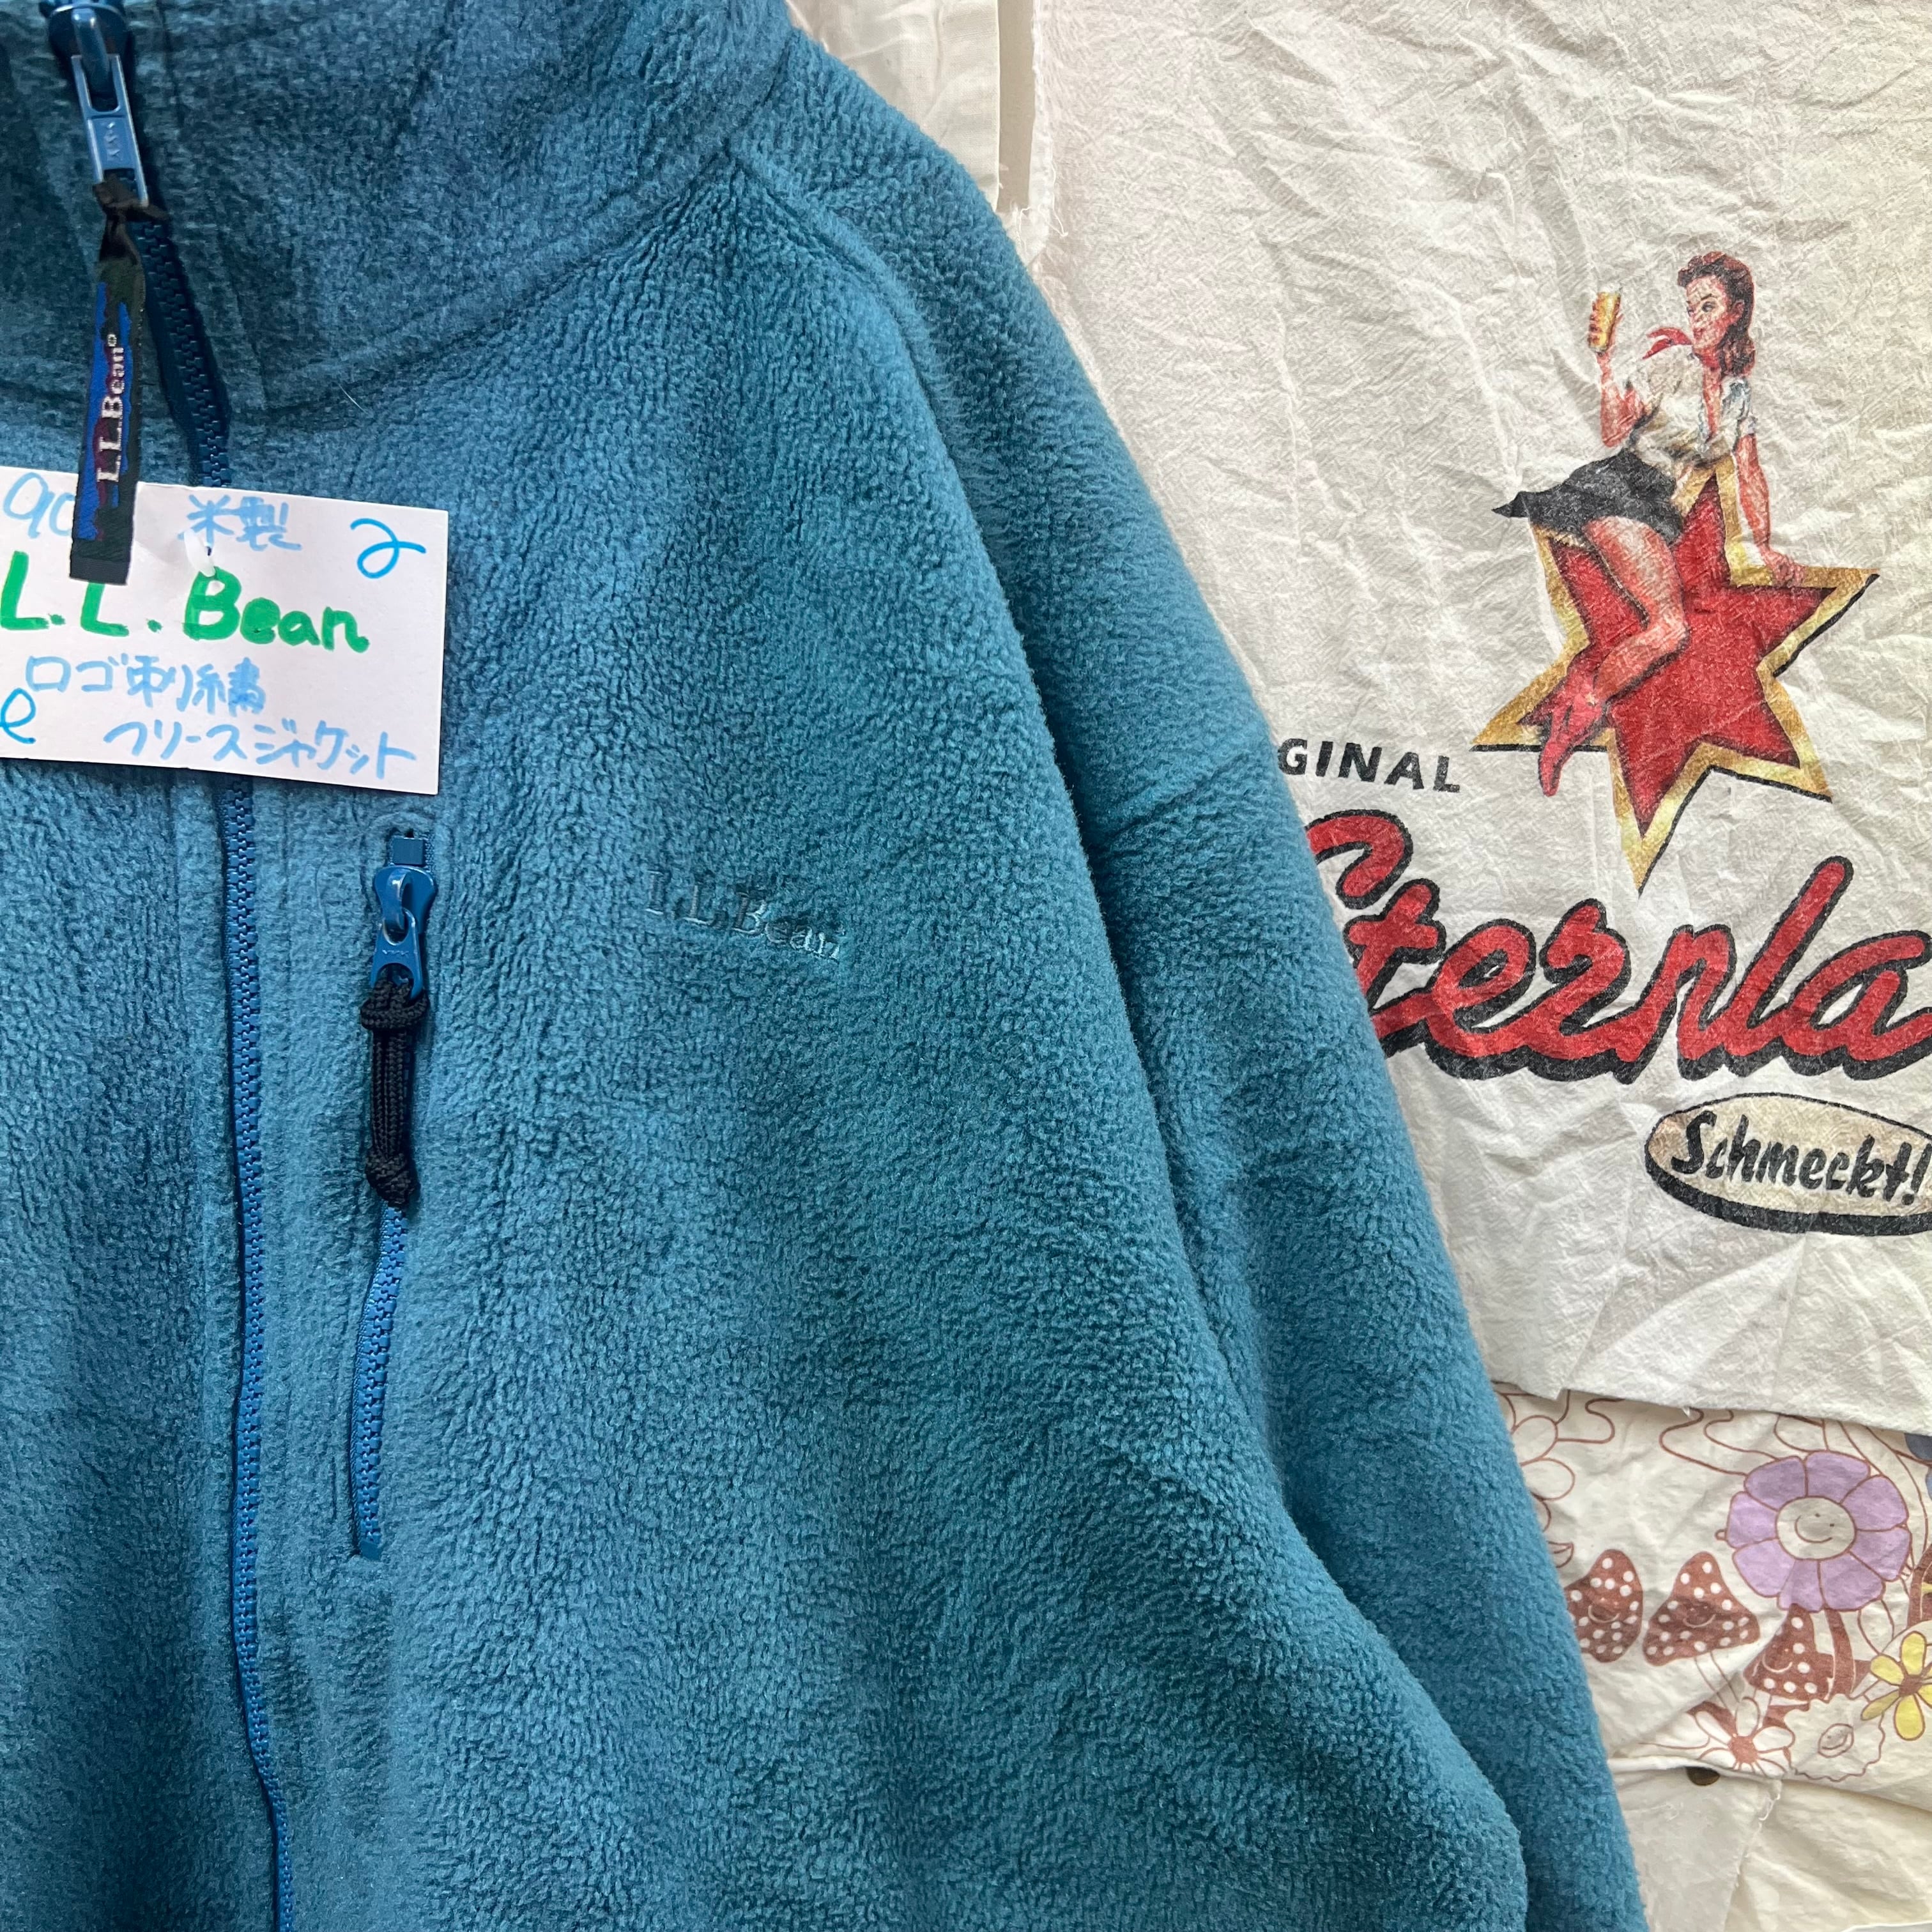 L.L.Bean®
90
米製
L.L. Bean
ロゴ刺繍
フリースジャケット
L.L.Bean
GINAL
Sternla
Schmeckt!